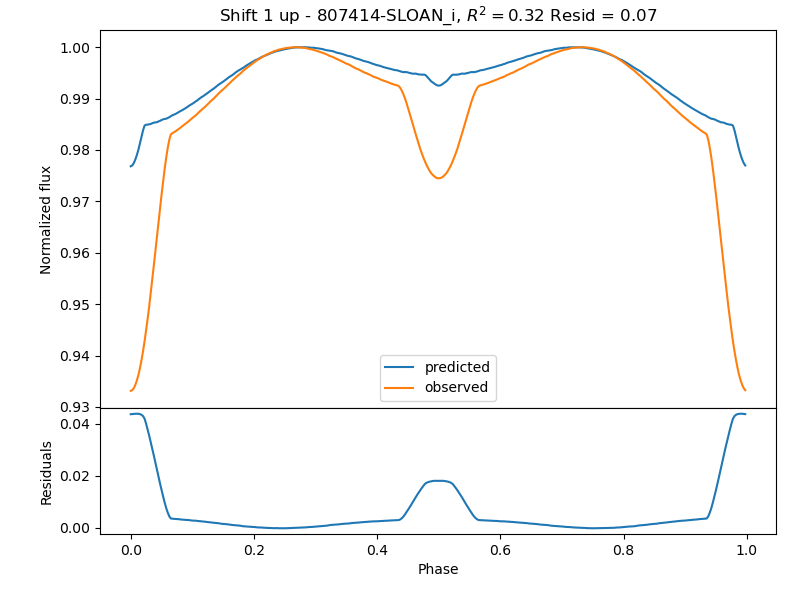 Shift 1 up - 807414-SLOAN_i, R² = 0.32 Resid = 0.07
1.00
0.99
0.98
0.97
0.96
0.95
0.94
0.93
Normalized flux
predicted
observed
0.04
0.02
0.00
Residuals
0.0 0.2 0.4 0.6 0.8 1.0
Phase